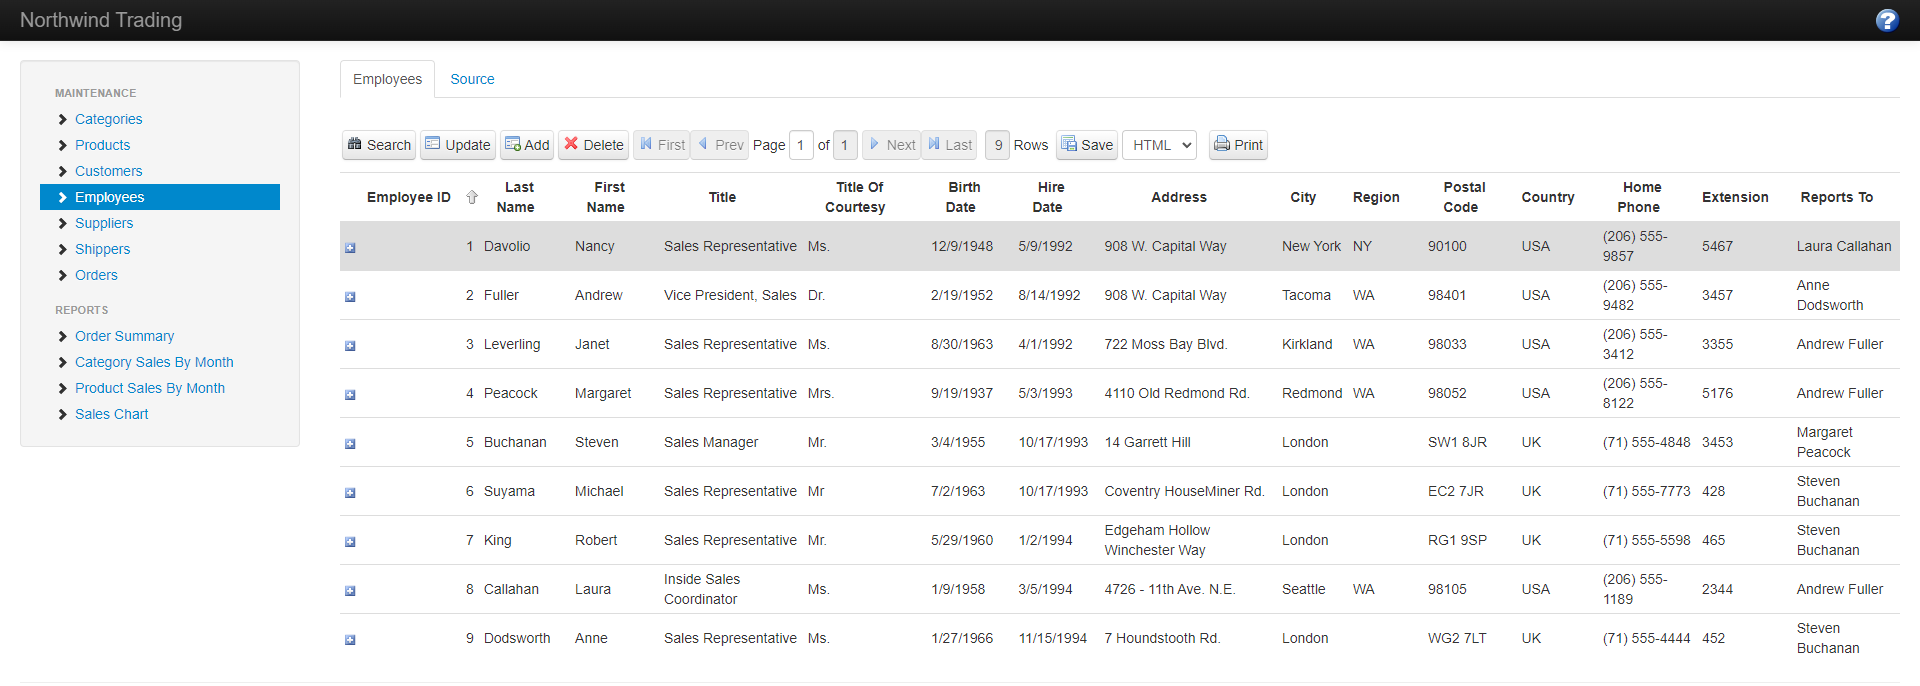 Northwind Trading
?
MAINTENANCE
Categories
Products
Customers
Employees
Suppliers
Shippers
Orders
REPORTS
Order Summary
Category Sales By Month
Product Sales By Month
Sales Chart
Employees Source
Search Update Add Delete First Prev Page 1 of 1 Next Last 9 Rows Save HTML Print
Employee ID Last Name First Name Title Title Of Courtesy Birth Date Hire Date Address City Region Postal Code Country Home Phone Extension Reports To
1 Davolio Nancy Sales Representative Ms. 12/9/1948 5/9/1992 908 W. Capital Way New York NY 90100 USA (206) 555-9857 5467 Laura Callahan
2 Fuller Andrew Vice President, Sales Dr. 2/19/1952 8/14/1992 908 W. Capital Way Tacoma WA 98401 USA (206) 555-9482 3457 Anne Dodsworth
3 Leverling Janet Sales Representative Ms. 8/30/1963 4/1/1992 722 Moss Bay Blvd. Kirkland WA 98033 USA (206) 555-3412 3355 Andrew Fuller
4 Peacock Margaret Sales Representative Mrs. 9/19/1937 5/3/1993 4110 Old Redmond Rd. Redmond WA 98052 USA (206) 555-8122 5176 Andrew Fuller
5 Buchanan Steven Sales Manager Mr. 3/4/1955 10/17/1993 14 Garrett Hill London SW1 8JR UK (71) 555-4848 3453 Margaret Peacock
6 Suyama Michael Sales Representative Mr 7/2/1963 10/17/1993 Coventry HouseMiner Rd. London EC2 7JR UK (71) 555-7773 428 Steven Buchanan
7 King Robert Sales Representative Mr. 5/29/1960 1/2/1994 Edgeham Hollow Winchester Way London RG1 9SP UK (71) 555-5598 465 Steven Buchanan
8 Callahan Laura Inside Sales Coordinator Ms. 1/9/1958 3/5/1994 4726 - 11th Ave. N.E. Seattle WA 98105 USA (206) 555-1189 2344 Andrew Fuller
9 Dodsworth Anne Sales Representative Ms. 1/27/1966 11/15/1994 7 Houndstooth Rd. London WG2 7LT UK (71) 555-4444 452 Steven Buchanan